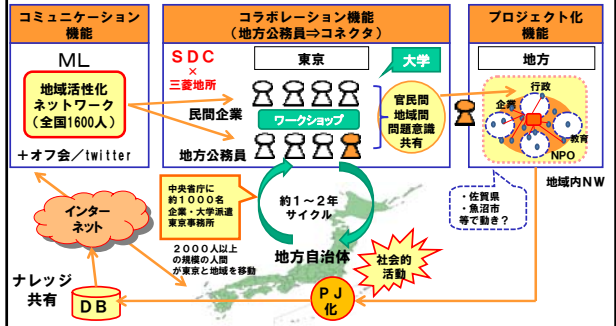 コミュニケーション
機能
ML
地域活性化
ネットワーク
(全国1600人)
+オフ会/twitter
コラボレーション機能
(地方公務員⇒コネクタ)
SDC
×
三菱地所
東京
大学
民間企業
ワークショップ
地方公務員
官民間
地域間
問題意識
共有
プロジェクト化
機能
地方
行政
企業
教育
NPO
地域内NW
・佐賀県
・魚沼市
等で動き?
中央省庁に
約1000名
企業・大学派遣
東京事務所
約1~2年
サイクル
2000人以上
の規模の人間
が東京と地域を移動
地方自治体
社会的
活動
PJ
化
インター
ネット
ナレッジ
共有
DB